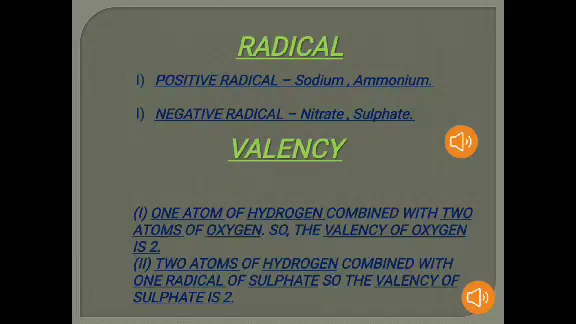 RADICAL
I) POSITIVE RADICAL – Sodium , Ammonium.
I) NEGATIVE RADICAL – Nitrate , Sulphate.
VALENCY
(I) ONE ATOM OF HYDROGEN COMBINED WITH TWO
ATOMS OF OXYGEN. SO, THE VALENCY OF OXYGEN
IS 2.
(II) TWO ATOMS OF HYDROGEN COMBINED WITH
ONE RADICAL OF SULPHATE SO THE VALENCY OF
SULPHATE IS 2.